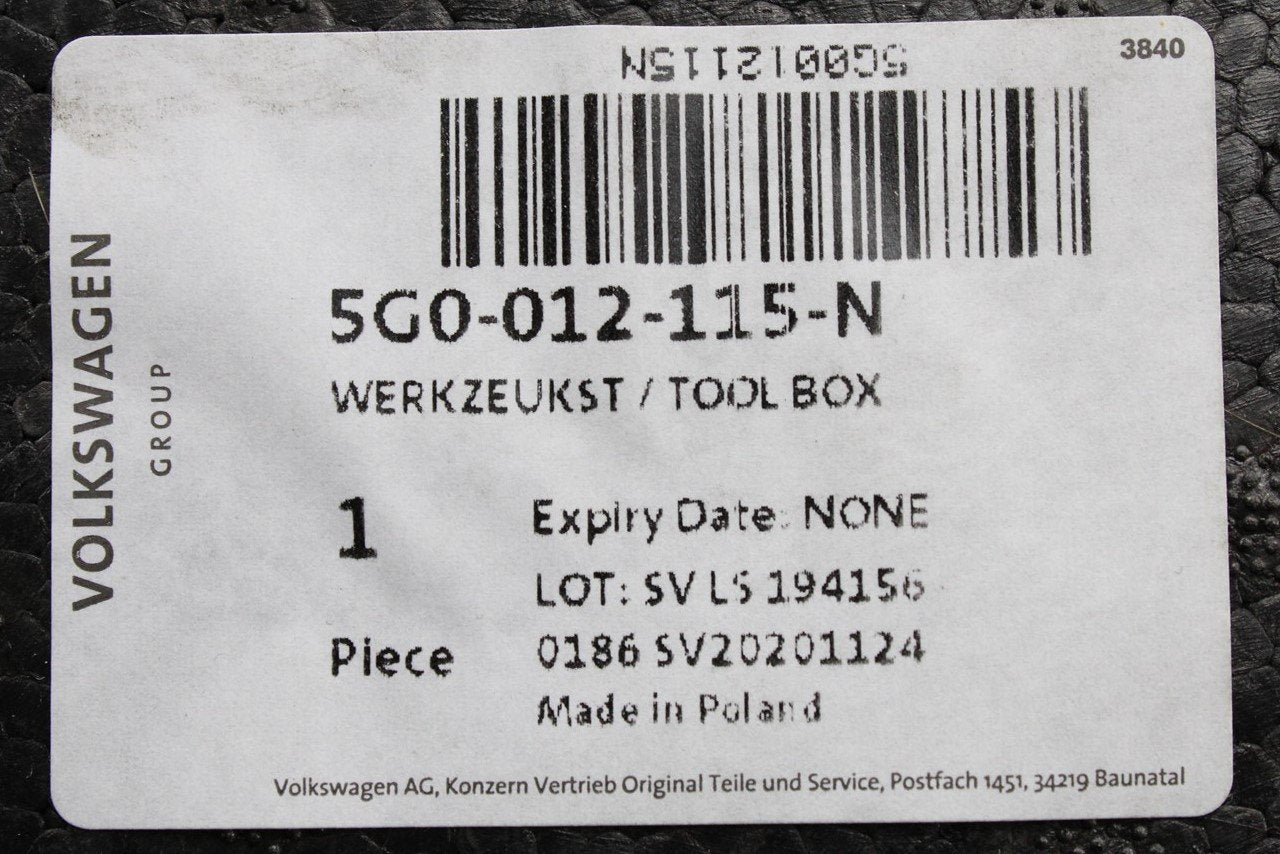 3840
5G0012115N
5G0-012-115-N
WERKZEUKST / TOOL BOX
1
Piece
Expiry Date: NONE
LOT: SV LS 194156
0186 SV20201124
Made in Poland
VOLKSWAGEN
GROUP
Volkswagen AG, Konzern Vertrieb Original Teile und Service, Postfach 1451, 34219 Baunatal